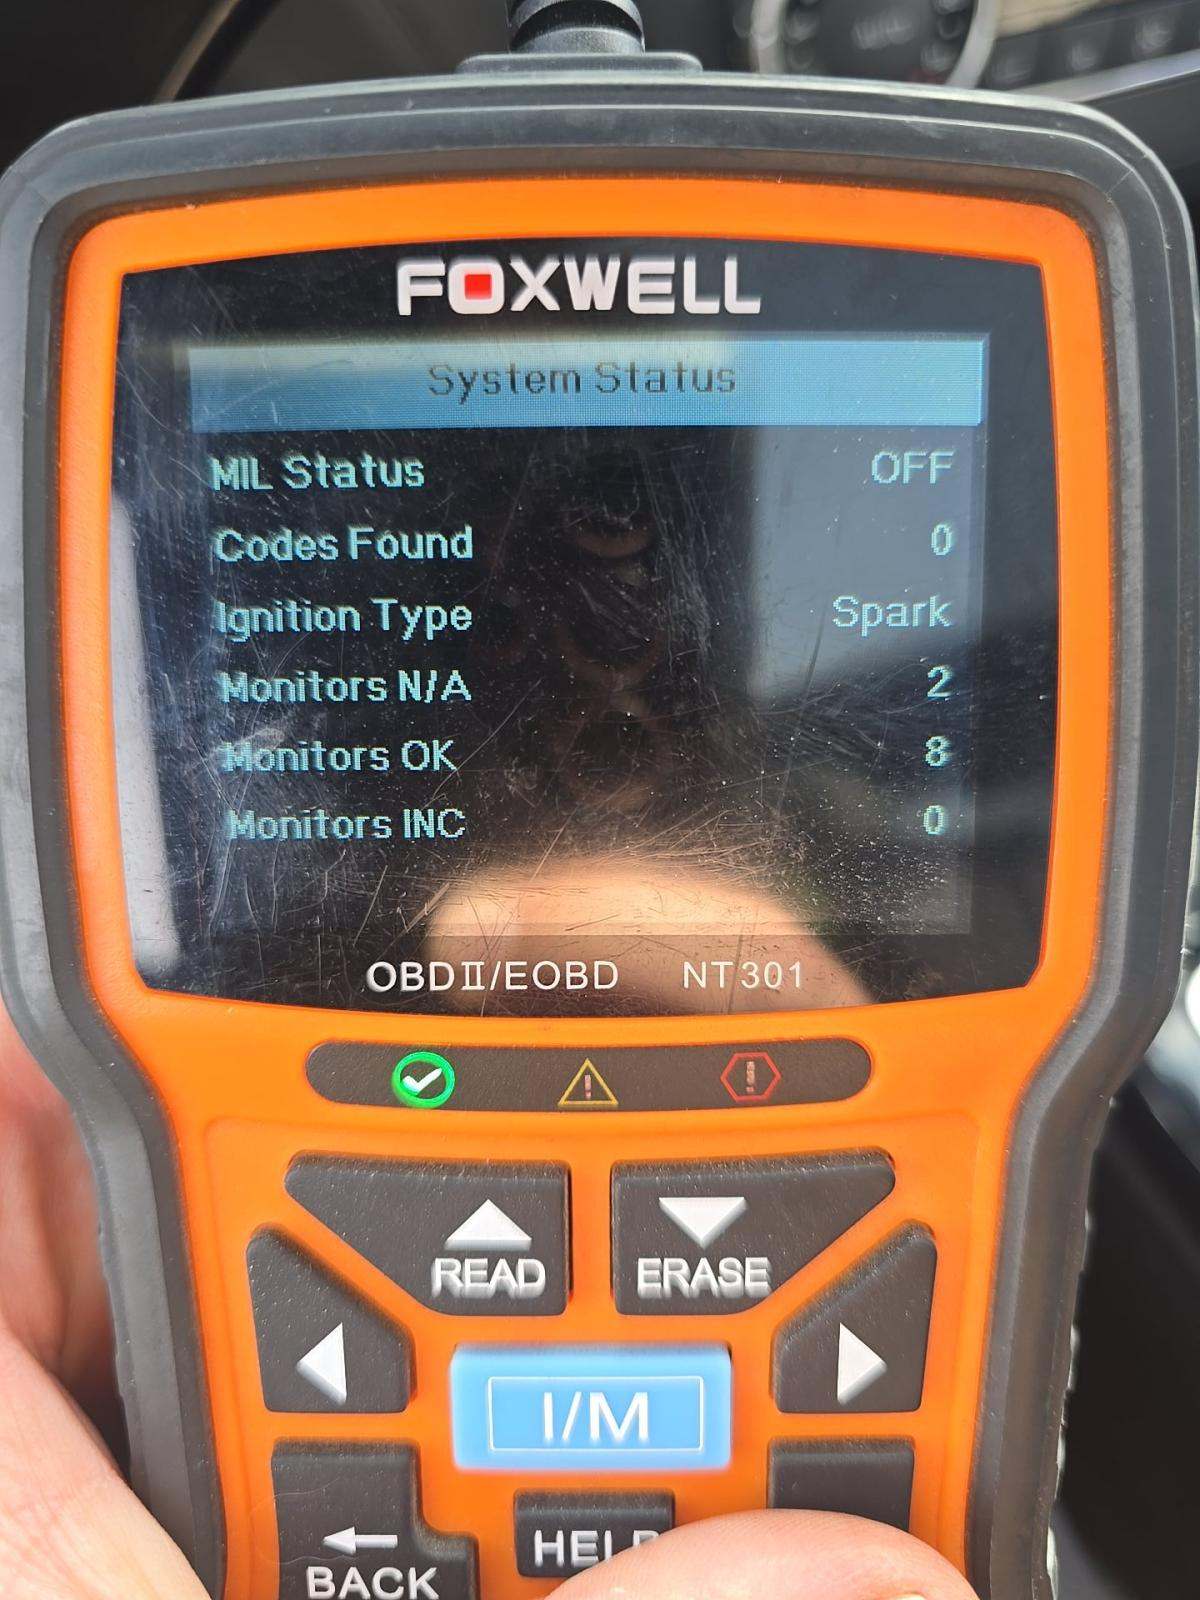 FOXWELL
System Status
MIL Status OFF
Codes Found 0
Ignition Type Spark
Monitors N/A 2
Monitors OK 8
Monitors INC 0
OBDⅡ/EOBD NT301
READ ERASE
I/M
HELP
BACK